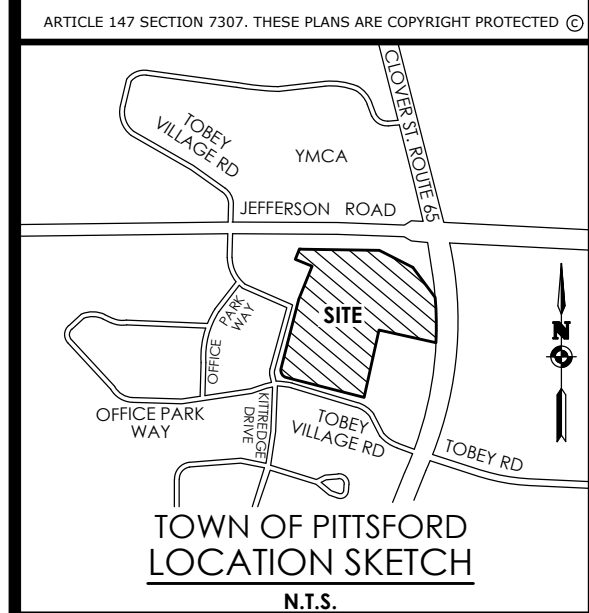 ARTICLE 147 SECTION 7307. THESE PLANS ARE COPYRIGHT PROTECTED ©
CLOVER ST. ROUTE 65
TOBEY
VILLAGE RD
YMCA
JEFFERSON ROAD
SITE
OFFICE PARK
WAY
N
OFFICE PARK
WAY
KITTREDGE
DRIVE
TOBEY
VILLAGE RD
TOBEY RD
TOWN OF PITTSFORD
LOCATION SKETCH
N.T.S.